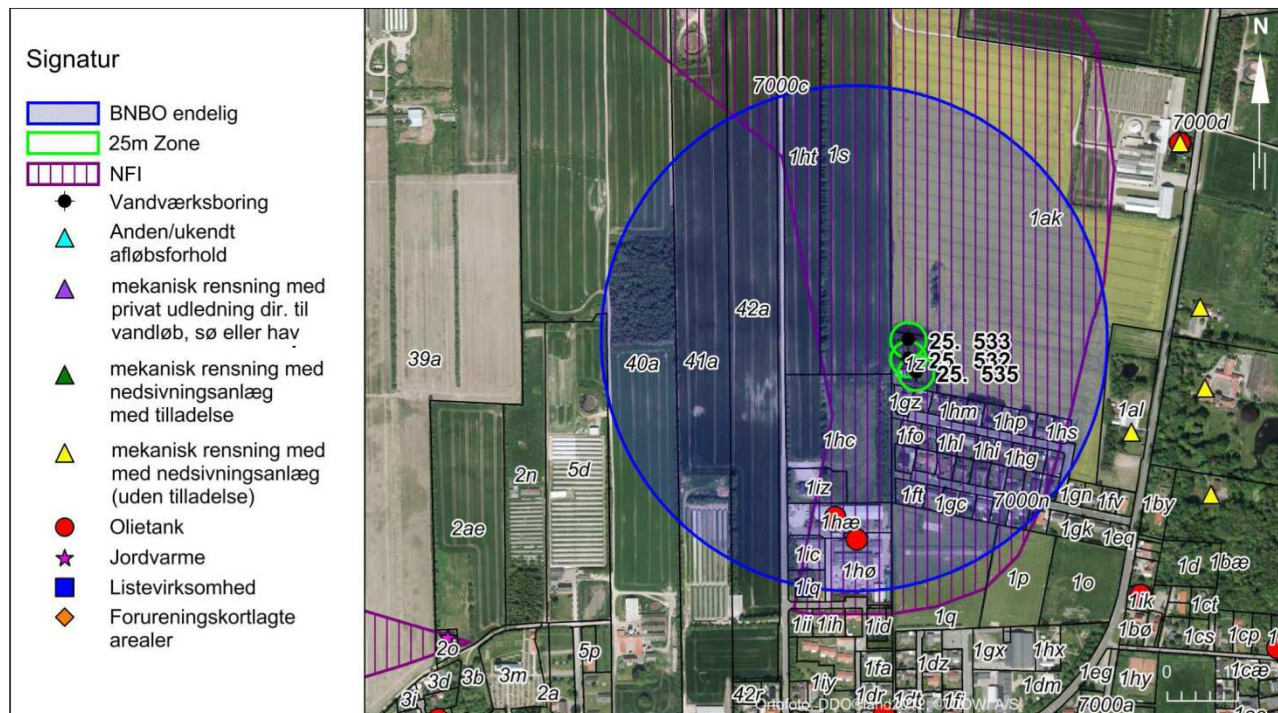 Signatur
BNBO endelig
25m Zone
NFI
Vandværksboring
Anden/ukendt
afløbsforhold
mekanisk rensning med
privat udledning dir. til
vandløb, sø eller hav
mekanisk rensning med
nedsivningsanlæg
med tilladelse
mekanisk rensning med
med nedsivningsanlæg
(uden tilladelse)
Olietank
Jordvarme
Listevirksomhed
Forureningskortlagte
arealer
N
7000c
7000d
1ht
1s
1ak
42a
39a
40a
41a
25. 533
25. 532
1z
25. 535
1gz
1hm
1hp
1hs
1al
1hc
1fo
1hl
1hi
1hg
2n
5d
1iz
1ft
1gc
7000n
1gn
1fv
1by
2ae
1hæ
1gk
1eq
1ic
1hø
1p
1o
1d
1bæ
1iq
1q
1ik
1ct
1ii
1ih
1id
1bø
1cs
1cp
2o
5p
1dz
1gx
1hx
3d
3b
3m
1fa
1eg
1hy
1cæ
3i
2a
42r
1iy
1dr
1fi
1dm
7000a
0